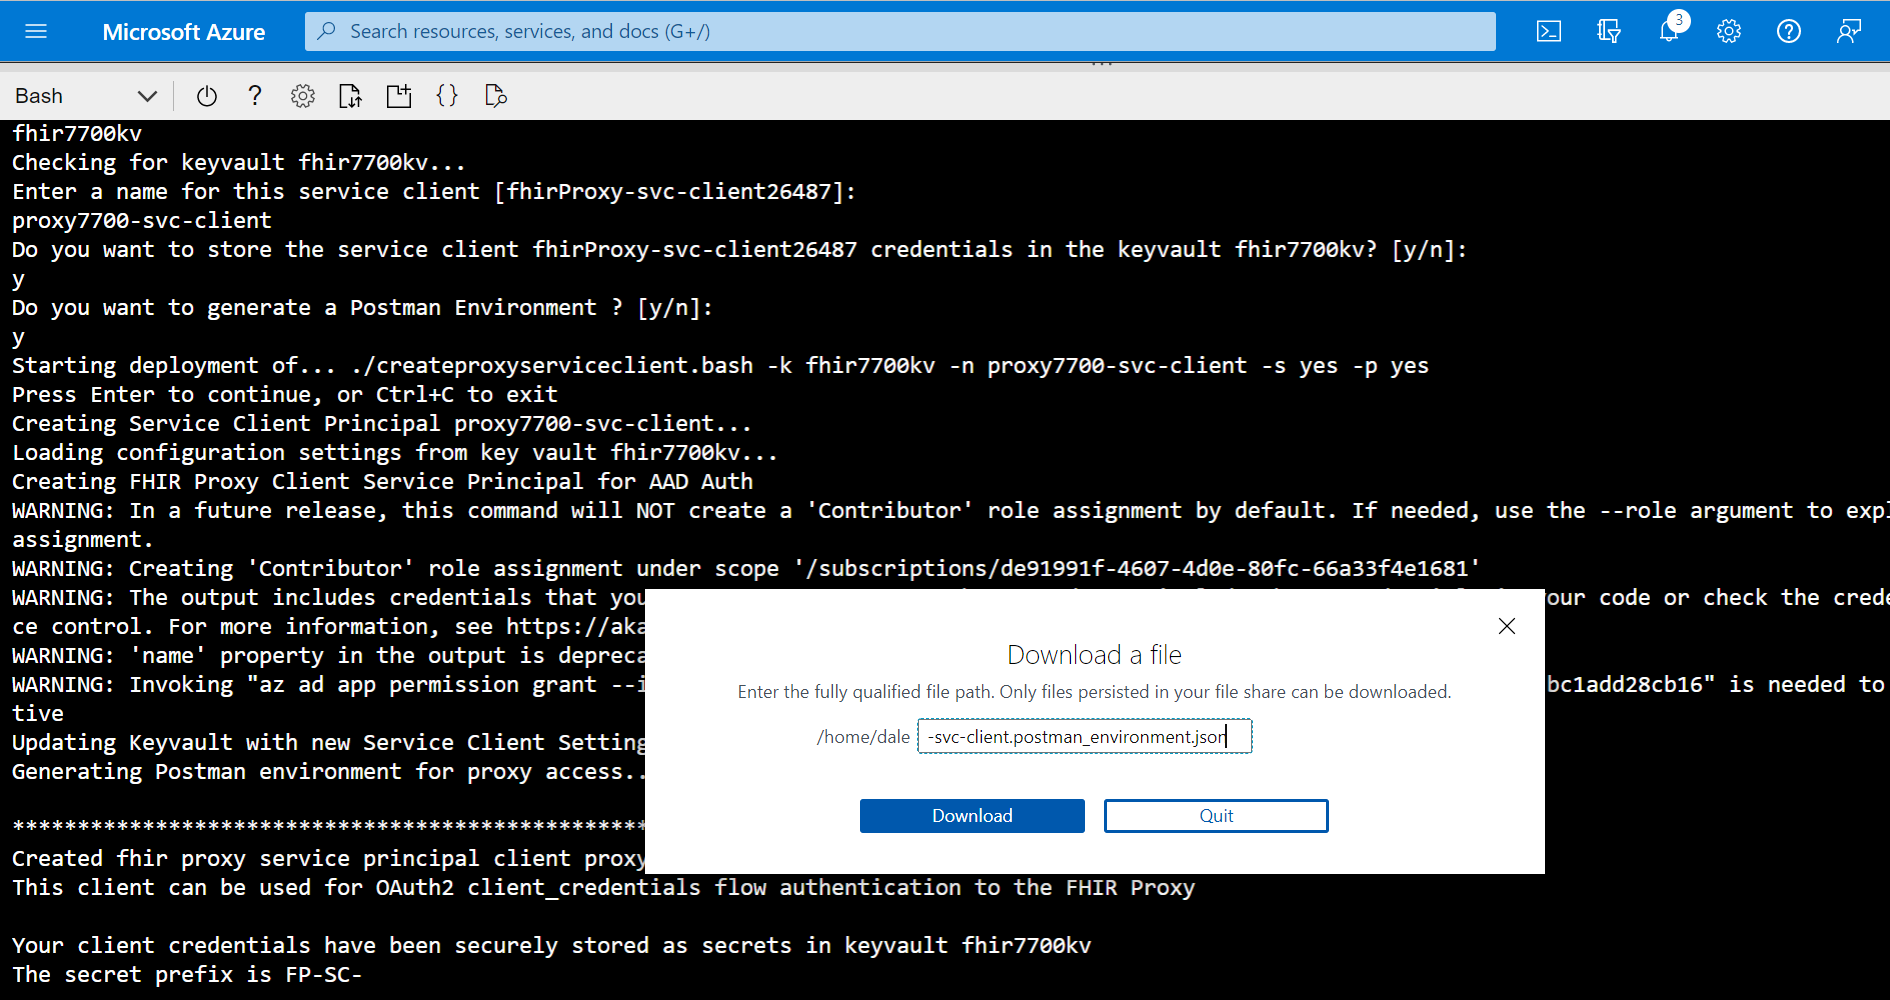 Microsoft Azure
Search resources, services, and docs (G+/)
3
Bash
fhir7700kv
Checking for keyvault fhir7700kv...
Enter a name for this service client [fhirProxy-svc-client26487]:
proxy7700-svc-client
Do you want to store the service client fhirProxy-svc-client26487 credentials in the keyvault fhir7700kv? [y/n]:
y
Do you want to generate a Postman Environment ? [y/n]:
y
Starting deployment of... ./createproxyserviceclient.bash -k fhir7700kv -n proxy7700-svc-client -s yes -p yes
Press Enter to continue, or Ctrl+C to exit
Creating Service Client Principal proxy7700-svc-client...
Loading configuration settings from key vault fhir7700kv...
Creating FHIR Proxy Client Service Principal for AAD Auth
WARNING: In a future release, this command will NOT create a 'Contributor' role assignment by default. If needed, use the --role argument to expl
assignment.
WARNING: Creating 'Contributor' role assignment under scope '/subscriptions/de91991f-4607-4d0e-80fc-66a33f4e1681'
WARNING: The output includes credentials that you our code or check the crede
ce control. For more information, see https://aka
WARNING: 'name' property in the output is depreca
WARNING: Invoking "az ad app permission grant --i bc1add28cb16" is needed to
tive
Updating Keyvault with new Service Client Setting
Generating Postman environment for proxy access..
*************************************************
Created fhir proxy service principal client proxy
This client can be used for OAuth2 client_credentials flow authentication to the FHIR Proxy
Your client credentials have been securely stored as secrets in keyvault fhir7700kv
The secret prefix is FP-SC-
Download a file
Enter the fully qualified file path. Only files persisted in your file share can be downloaded.
/home/dale -svc-client.postman_environment.json
Download Quit